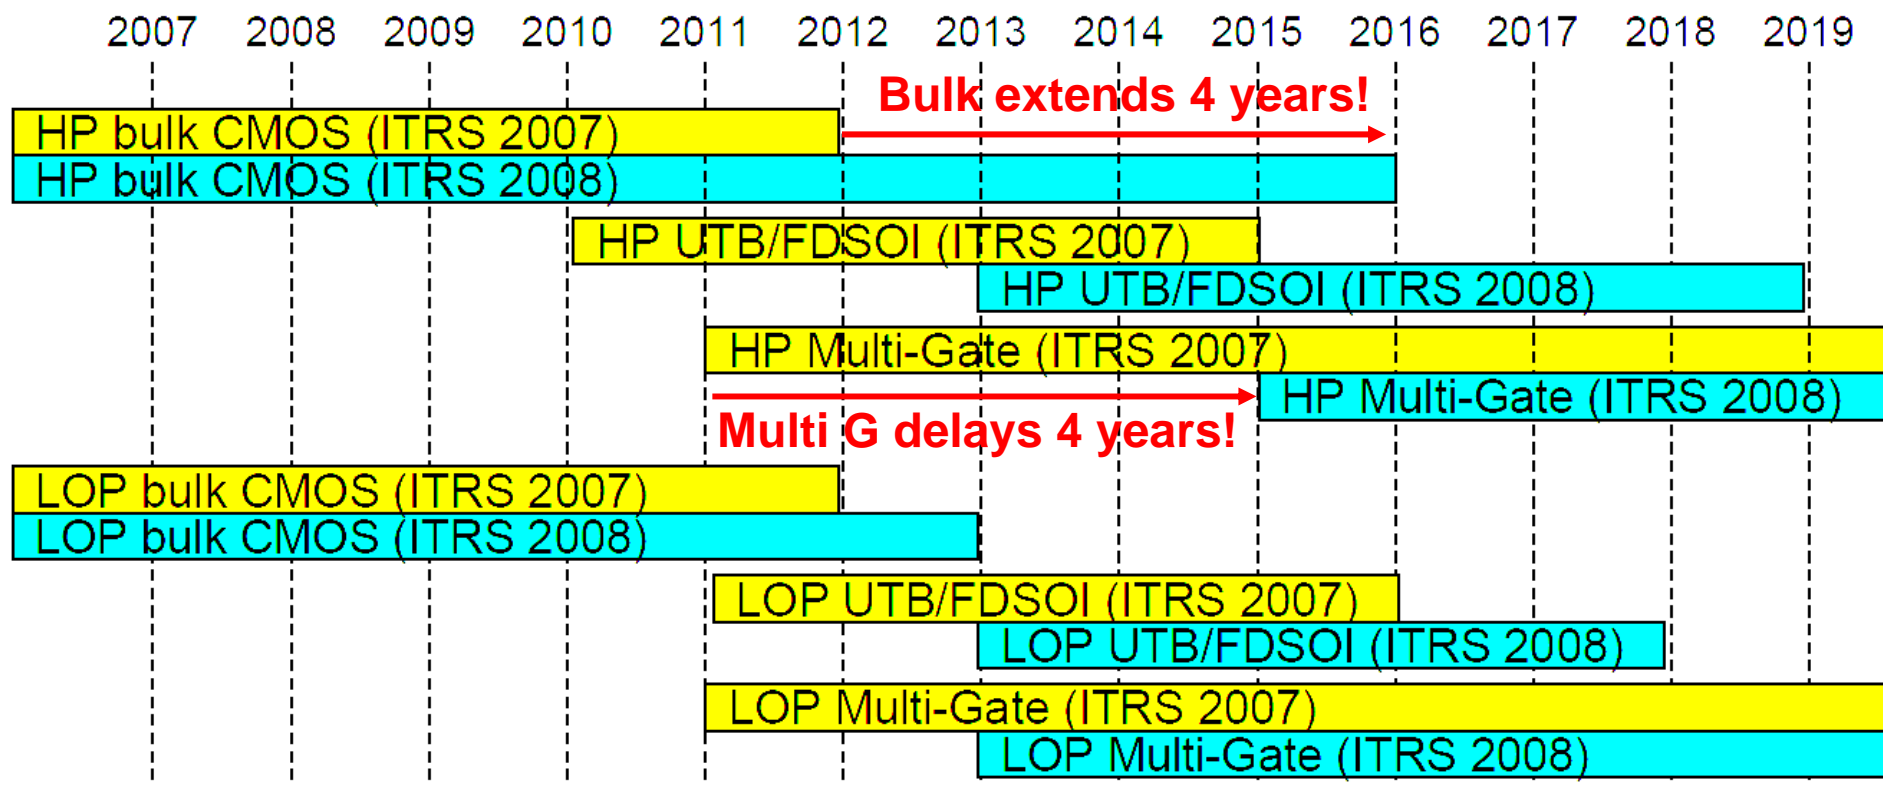 2007 2008 2009 2010 2011 2012 2013 2014 2015 2016 2017 2018 2019
Bulk extends 4 years!
HP bulk CMOS (ITRS 2007)
HP bulk CMOS (ITRS 2008)
HP UTB/FDSOI (ITRS 2007)
HP UTB/FDSOI (ITRS 2008)
HP Multi-Gate (ITRS 2007)
HP Multi-Gate (ITRS 2008)
Multi G delays 4 years!
LOP bulk CMOS (ITRS 2007)
LOP bulk CMOS (ITRS 2008)
LOP UTB/FDSOI (ITRS 2007)
LOP UTB/FDSOI (ITRS 2008)
LOP Multi-Gate (ITRS 2007)
LOP Multi-Gate (ITRS 2008)